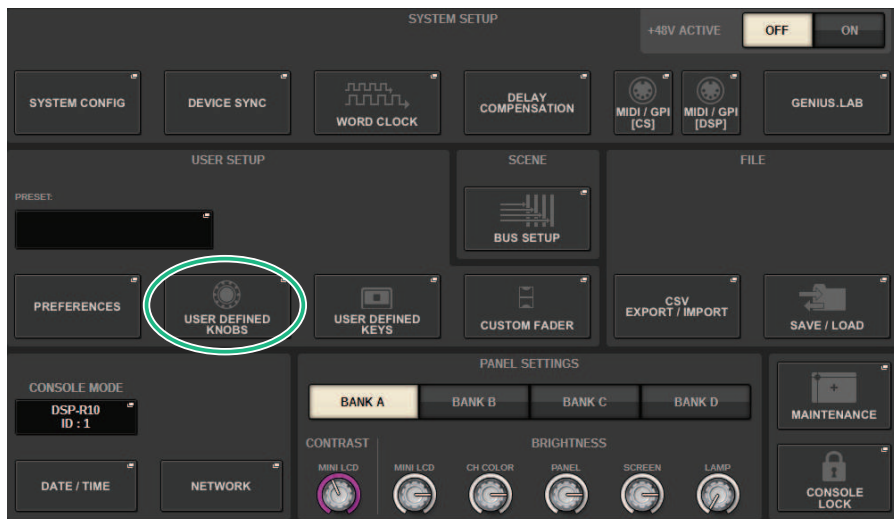 SYSTEM SETUP
+48V ACTIVE
OFF
ON
SYSTEM CONFIG
DEVICE SYNC
WORD CLOCK
DELAY
COMPENSATION
MIDI / GPI
[CS]
MIDI / GPI
[DSP]
GENIUS.LAB
USER SETUP
PRESET:
SCENE
BUS SETUP
FILE
PREFERENCES
USER DEFINED
KNOBS
USER DEFINED
KEYS
CUSTOM FADER
CSV
EXPORT / IMPORT
SAVE / LOAD
CONSOLE MODE
DSP-R10
ID : 1
DATE / TIME
NETWORK
PANEL SETTINGS
BANK A
BANK B
BANK C
BANK D
CONTRAST
BRIGHTNESS
MINI LCD
MINI LCD
CH COLOR
PANEL
SCREEN
LAMP
MAINTENANCE
CONSOLE
LOCK